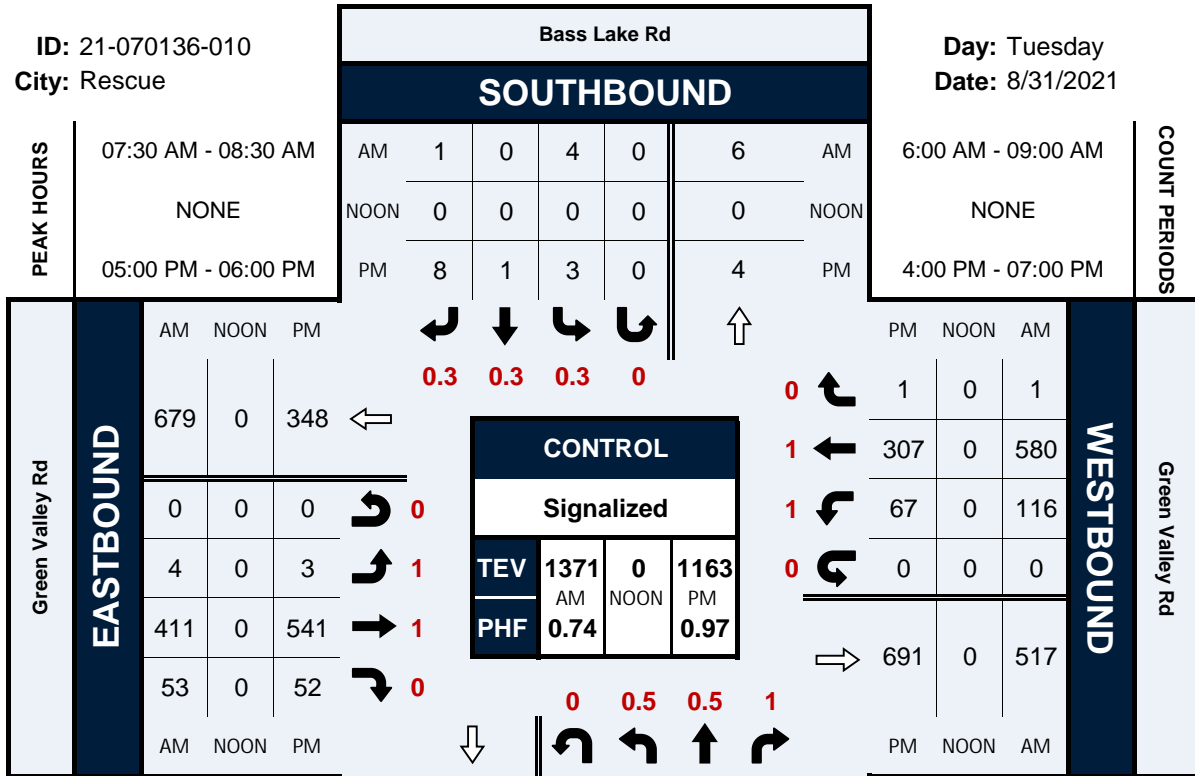 Bass Lake Rd
ID: 21-070136-010
City: Rescue
Day: Tuesday
Date: 8/31/2021
SOUTHBOUND
PEAK HOURS
07:30 AM - 08:30 AM
NONE
05:00 PM - 06:00 PM
AM 1 0 4 0 6 AM
NOON 0 0 0 0 0 NOON
PM 8 1 3 0 4 PM
6:00 AM - 09:00 AM
NONE
4:00 PM - 07:00 PM
COUNT PERIODS
0.3 0.3 0.3 0
Green Valley Rd
EASTBOUND
AM NOON PM
679 0 348
0 0 0 0
4 0 3 1
411 0 541 1
53 0 52 0
AM NOON PM
CONTROL
Signalized
TEV 1371 0 1163
AM NOON PM
PHF 0.74 0.97
PM NOON AM
0 1 0 1
1 307 0 580
1 67 0 116
0 0 0 0
691 0 517
PM NOON AM
WESTBOUND
Green Valley Rd
0 0.5 0.5 1